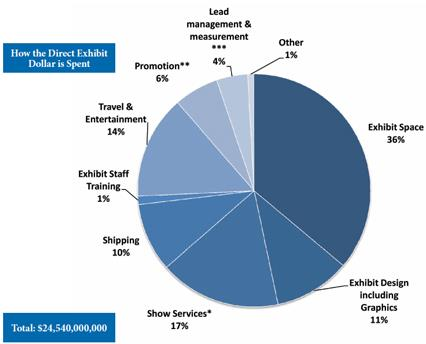 How the Direct Exhibit
Dollar is Spent
Lead
management &
measurement
***
4%
Other
1%
Promotion**
6%
Travel &
Entertainment
14%
Exhibit Space
36%
Exhibit Staff
Training
1%
Shipping
10%
Show Services*
17%
Exhibit Design
including
Graphics
11%
Total: $24,540,000,000